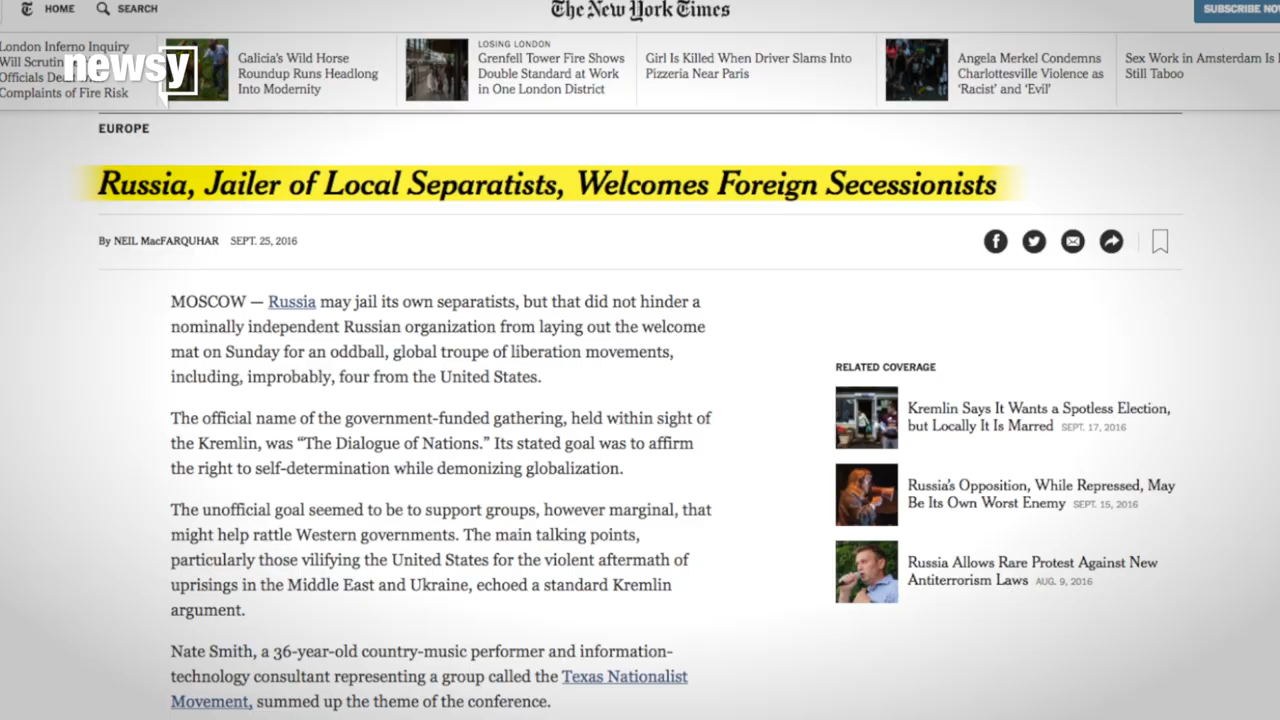 HOME
SEARCH
The New York Times
SUBSCRIBE NO
London Inferno Inquiry
Will Scrutin
Officials De
Complaints of Fire Risk
newsy
Galicia's Wild Horse
Roundup Runs Headlong
Into Modernity
LOSING LONDON
Grenfell Tower Fire Shows
Double Standard at Work
in One London District
Girl Is Killed When Driver Slams Into
Pizzeria Near Paris
Angela Merkel Condemns
Charlottesville Violence as
'Racist' and 'Evil'
Sex Work in Amsterdam Is
Still Taboo
EUROPE
Russia, Jailer of Local Separatists, Welcomes Foreign Secessionists
By NEIL MacFARQUHAR SEPT. 25, 2016
MOSCOW — Russia may jail its own separatists, but that did not hinder a
nominally independent Russian organization from laying out the welcome
mat on Sunday for an oddball, global troupe of liberation movements,
including, improbably, four from the United States.
The official name of the government-funded gathering, held within sight of
the Kremlin, was “The Dialogue of Nations.” Its stated goal was to affirm
the right to self-determination while demonizing globalization.
The unofficial goal seemed to be to support groups, however marginal, that
might help rattle Western governments. The main talking points,
particularly those vilifying the United States for the violent aftermath of
uprisings in the Middle East and Ukraine, echoed a standard Kremlin
argument.
Nate Smith, a 36-year-old country-music performer and information-
technology consultant representing a group called the Texas Nationalist
Movement, summed up the theme of the conference.
RELATED COVERAGE
Kremlin Says It Wants a Spotless Election,
but Locally It Is Marred SEPT. 17, 2016
Russia's Opposition, While Repressed, May
Be Its Own Worst Enemy SEPT. 15, 2016
Russia Allows Rare Protest Against New
Antiterrorism Laws AUG. 9, 2016